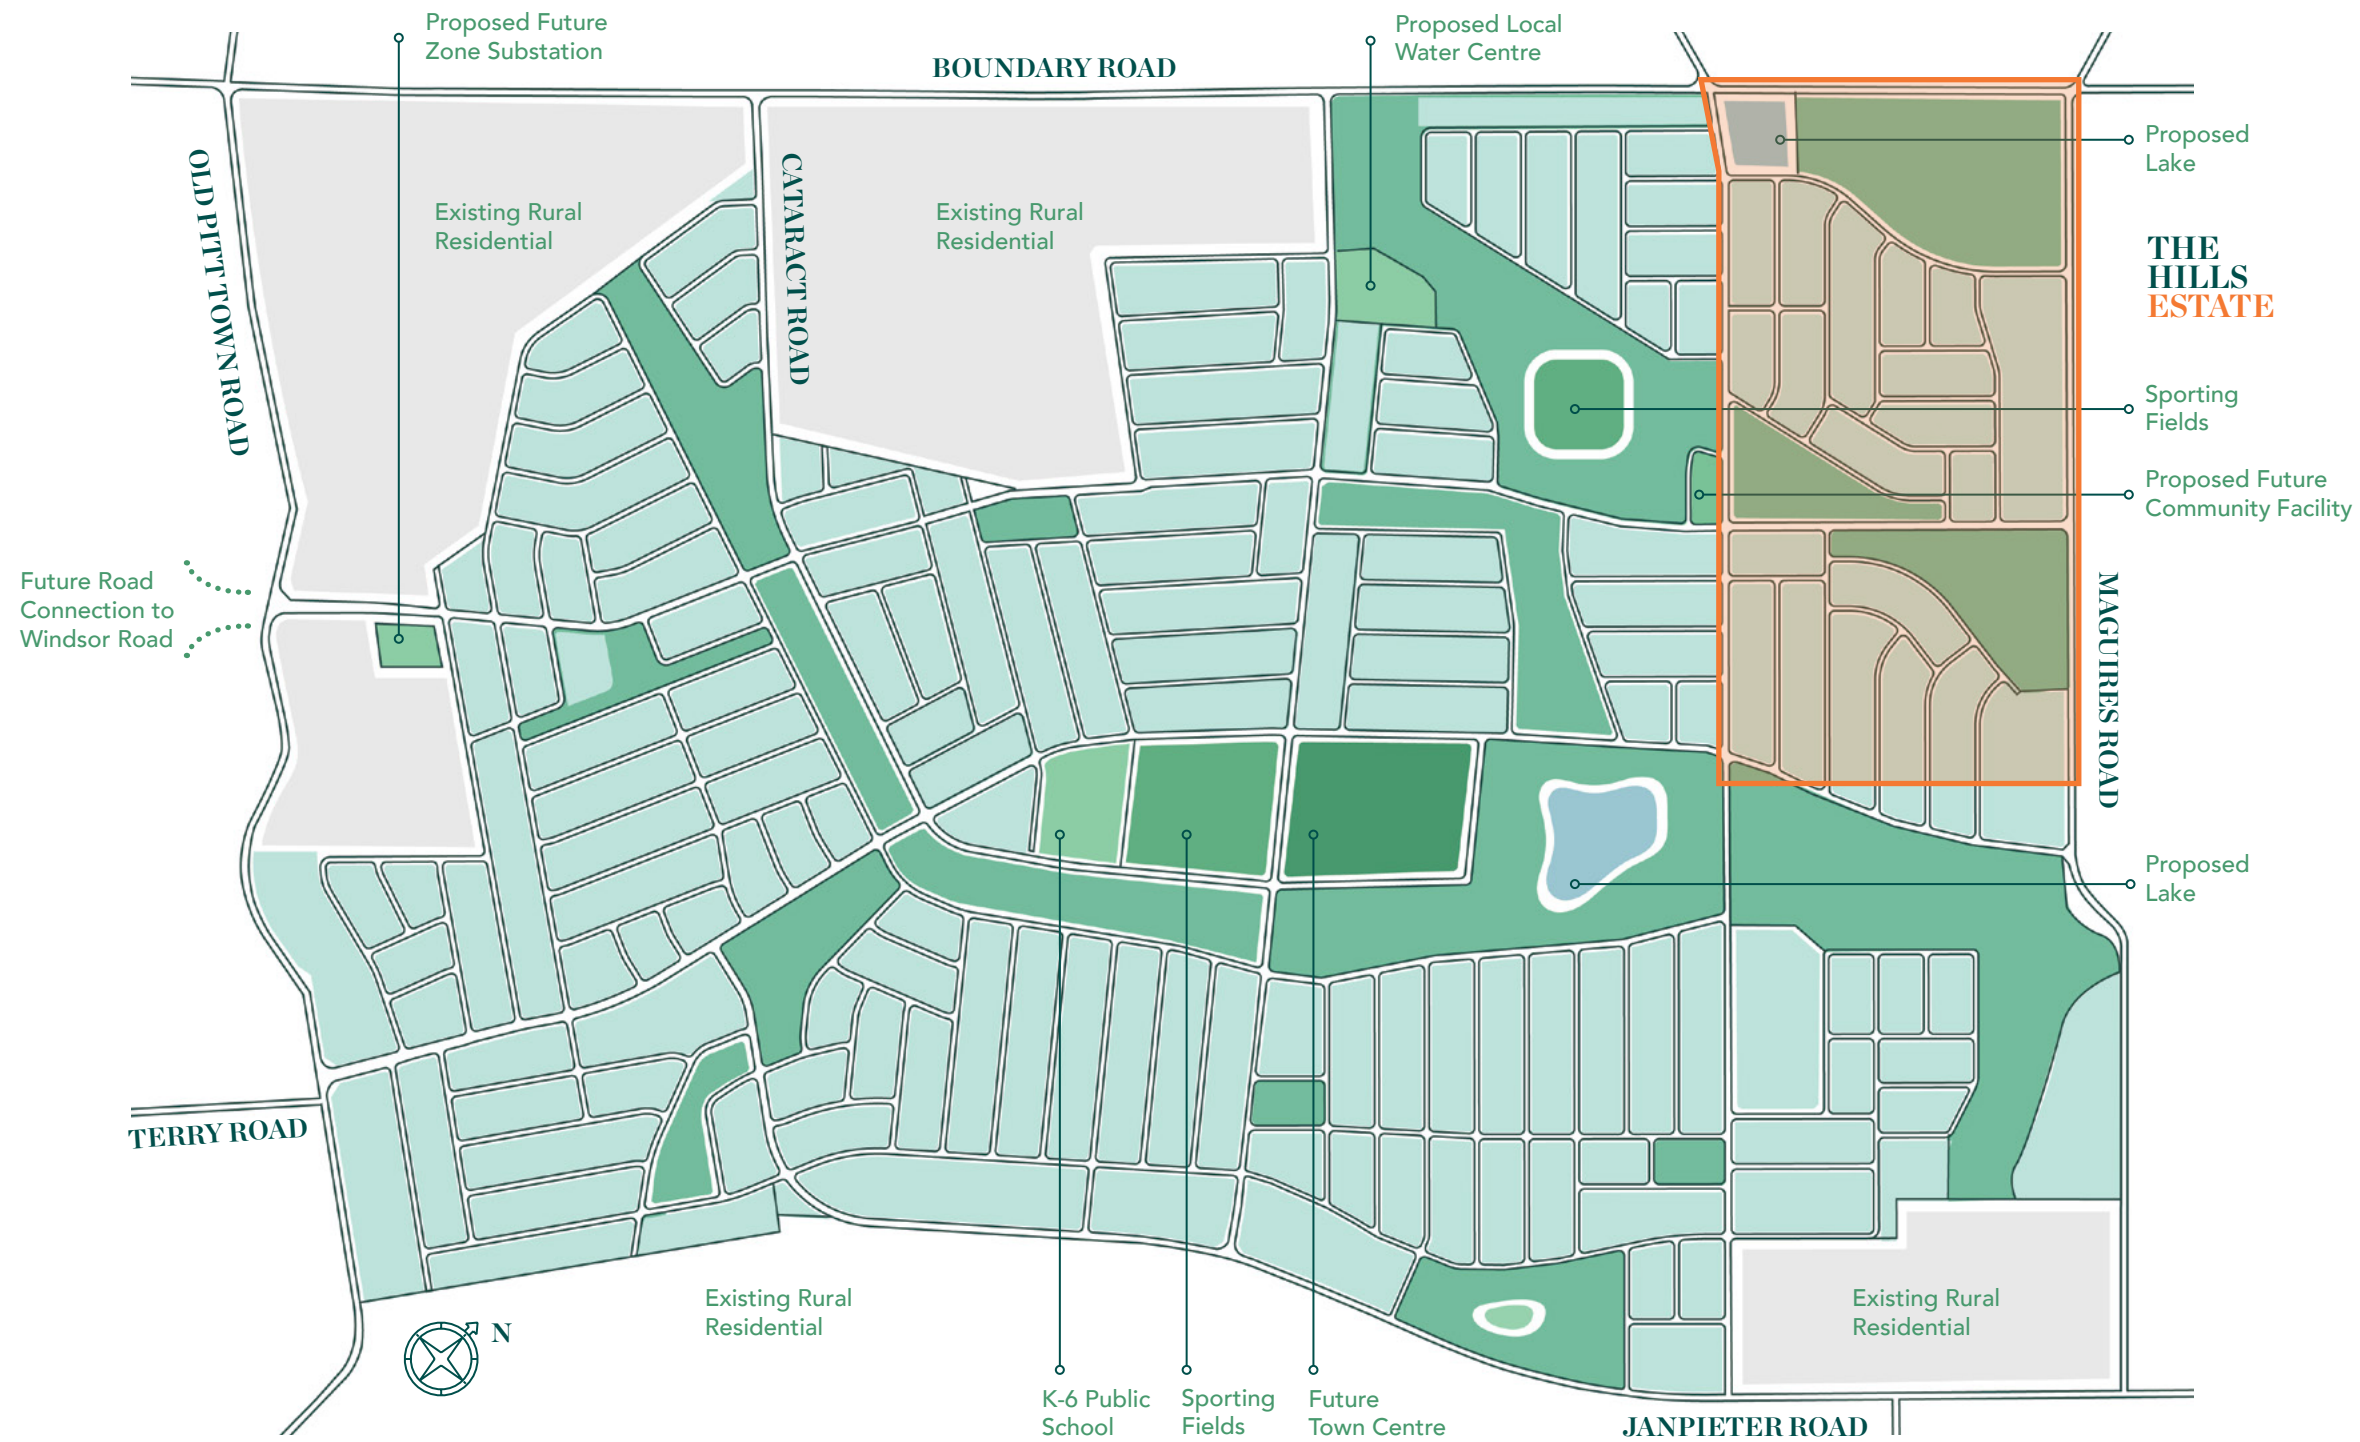 Proposed Future
Zone Substation
Proposed Local
Water Centre
BOUNDARY ROAD
Proposed
Lake
OLD PITT TOWN ROAD
CATARACT ROAD
Existing Rural
Residential
Existing Rural
Residential
THE
HILLS
ESTATE
Sporting
Fields
Proposed Future
Community Facility
Future Road
Connection to
Windsor Road
MAGUIRES ROAD
Proposed
Lake
TERRY ROAD
Existing Rural
Residential
Existing Rural
Residential
N
K-6 Public
School
Sporting
Fields
Future
Town Centre
JANPIETER ROAD